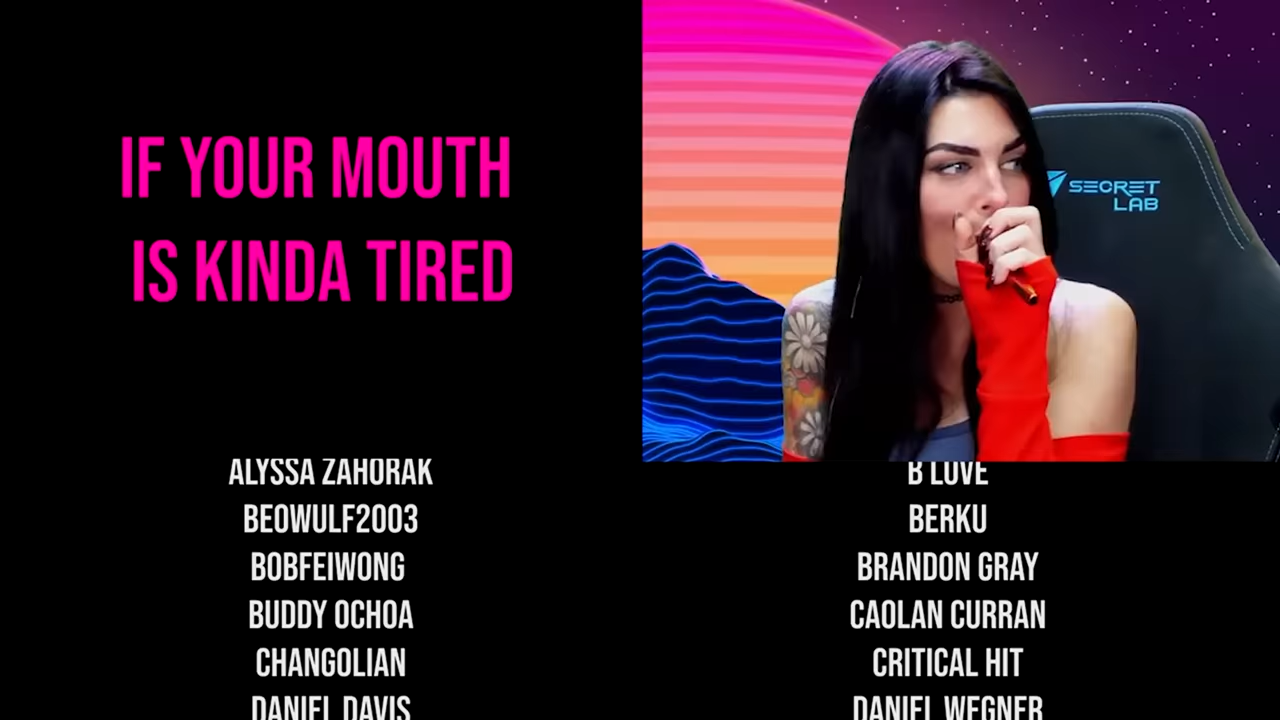 IF YOUR MOUTH
IS KINDA TIRED
SECRET
LAB
ALYSSA ZAHORAK
BEOWULF2003
BOBFEIWONG
BUDDY OCHOA
CHANGOLIAN
DANIEL DAVIS
B LOVE
BERKU
BRANDON GRAY
CAOLAN CURRAN
CRITICAL HIT
DANIEL WEGNER